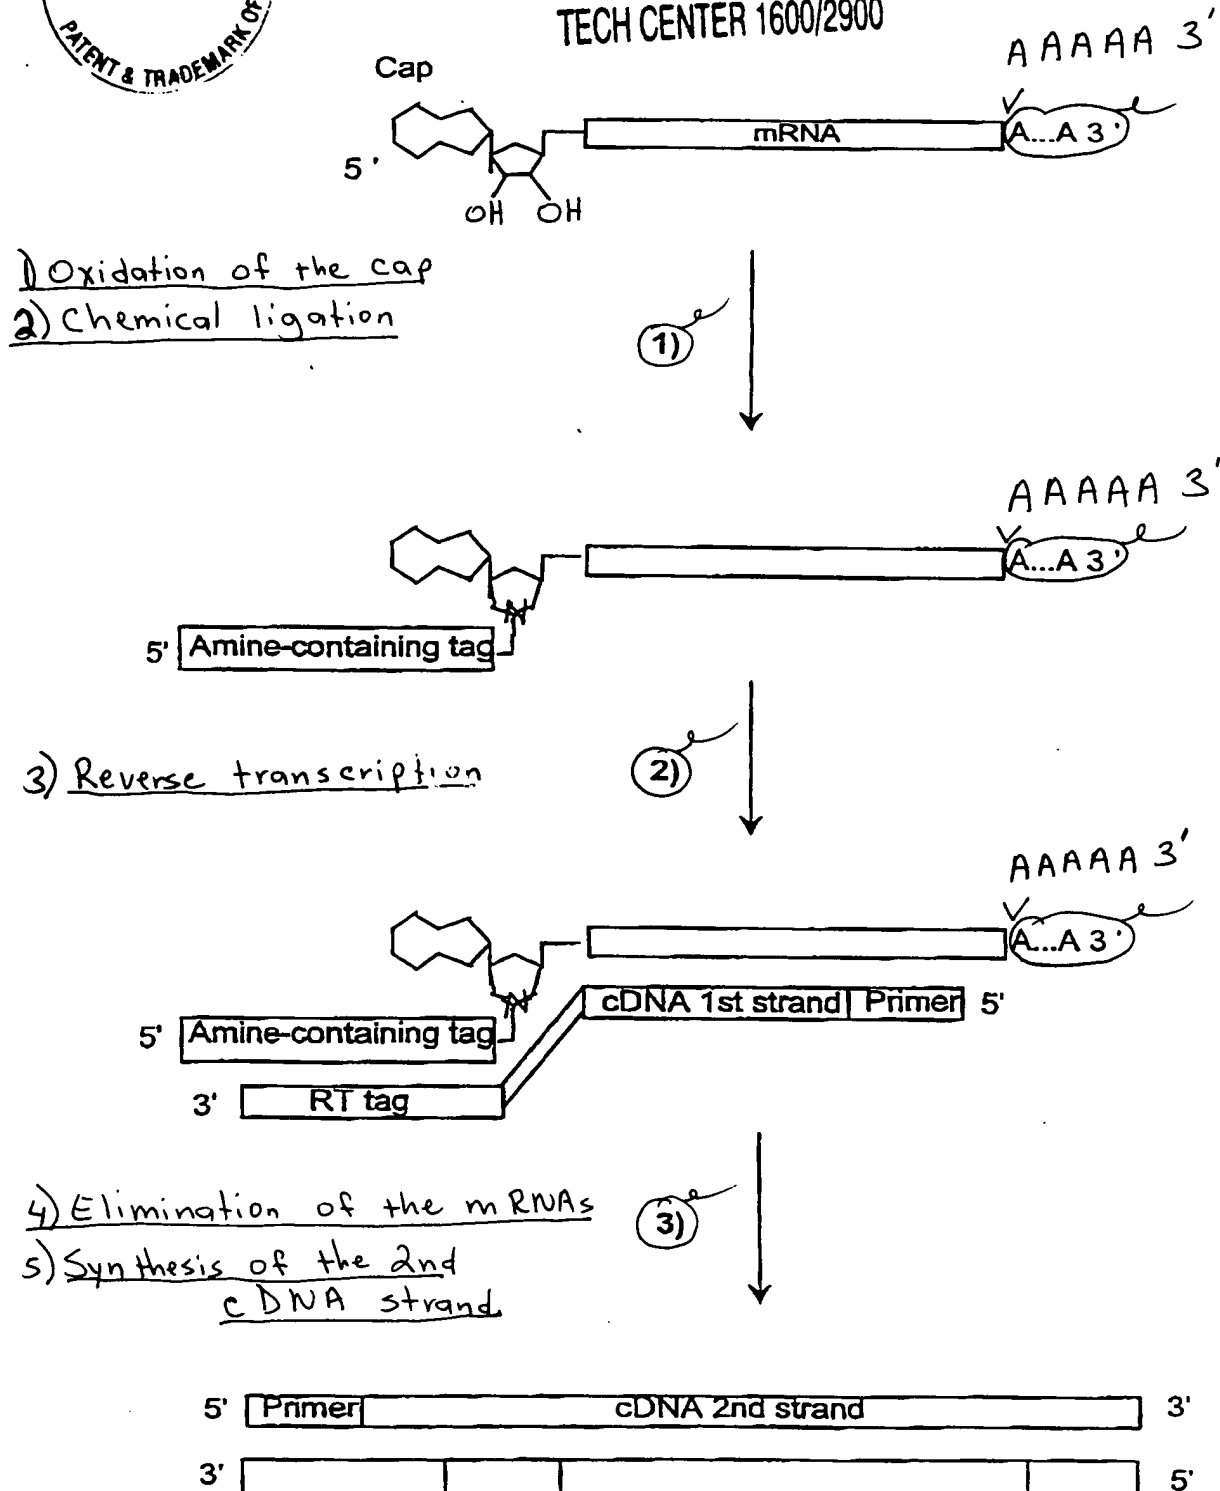 PATENT & TRADEMARK OF
TECH CENTER 1600/2900
AAAAA 3'
Cap
mRNA
A...A 3'
5'
OH OH
1) Oxidation of the cap
2) Chemical ligation
1)
AAAAA 3'
A...A 3'
5' Amine-containing tag
3) Reverse transcription
2)
AAAAA 3'
A...A 3'
cDNA 1st strand Primer 5'
5' Amine-containing tag
3' RT tag
4) Elimination of the mRNAs
3)
5) Synthesis of the 2nd
cDNA strand
5' Primer cDNA 2nd strand 3'
3' 5'